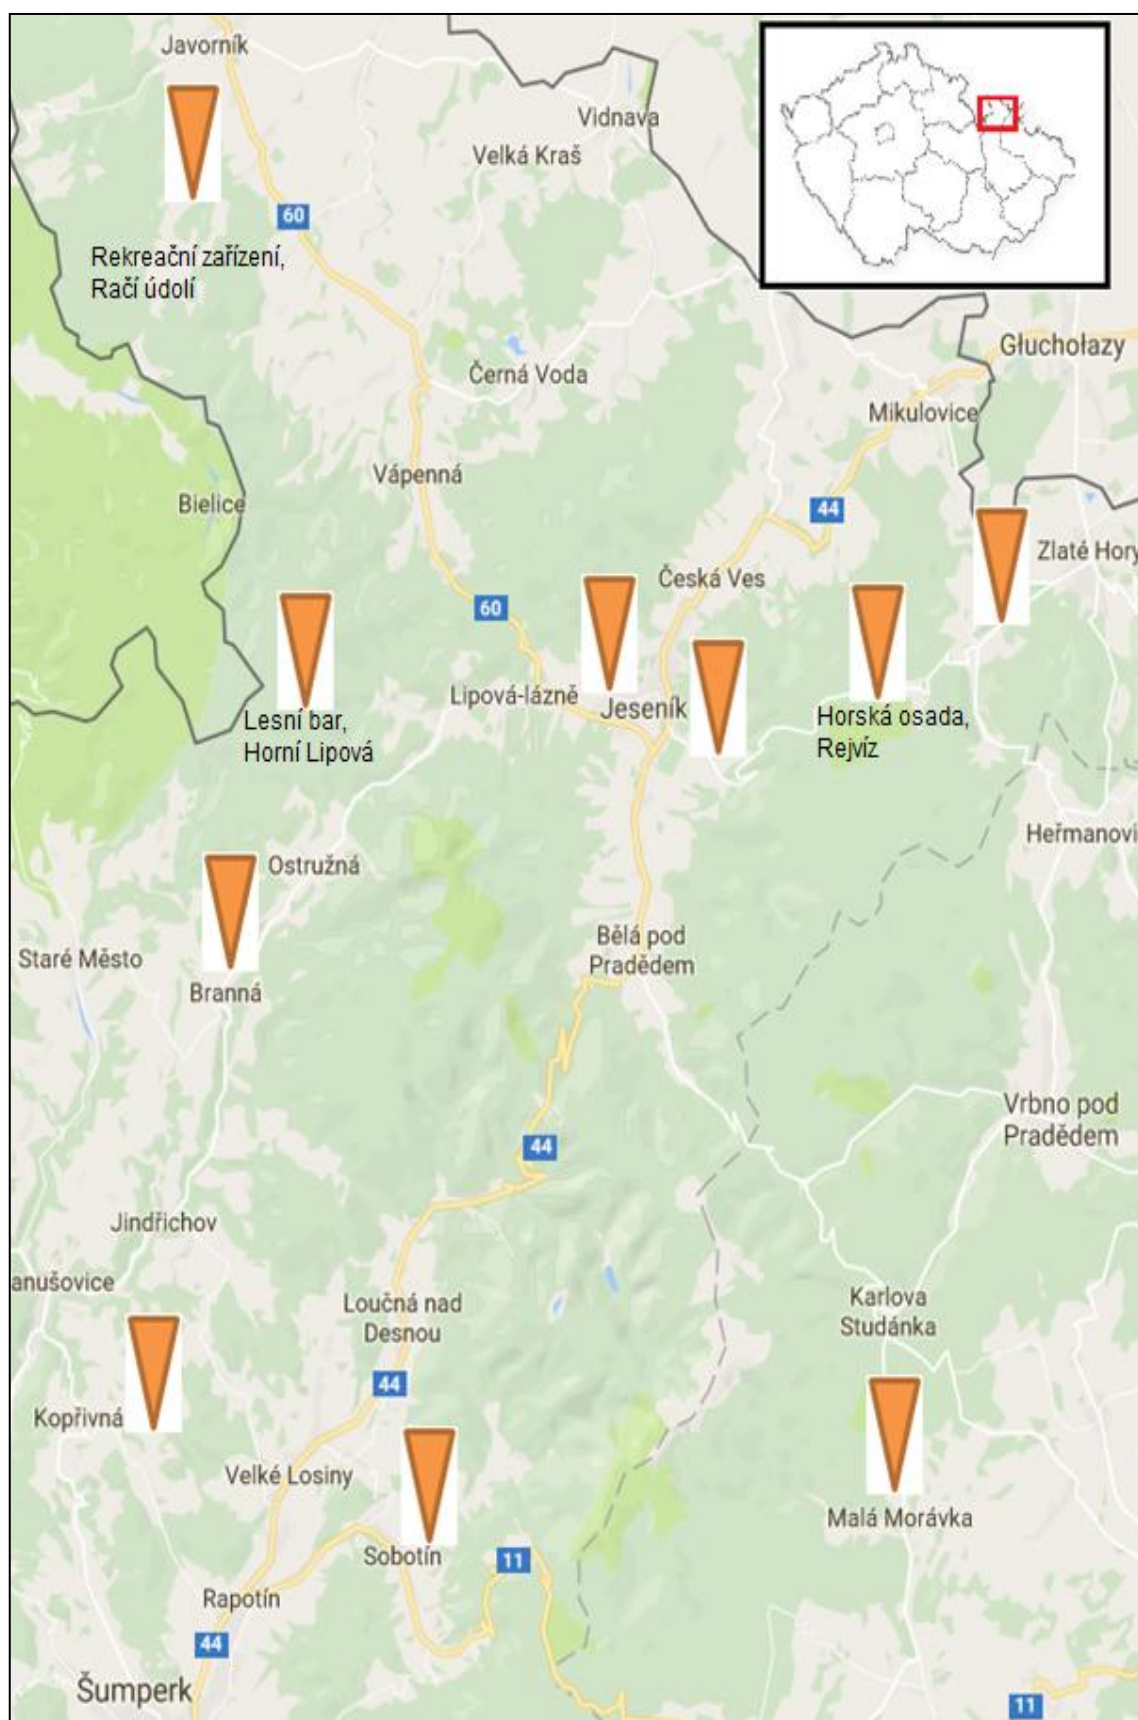 Javorník
Vidnava
Velká Kraš
60
Rekreační zařízení,
Račí údolí
Głuchołazy
Černá Voda
Mikulovice
Vápenná
Bielice
44
Zlaté Hory
Česká Ves
60
Lipová-lázně
Jeseník
Lesní bar,
Horní Lipová
Horská osada,
Rejvíz
Heřmanovi
Ostružná
Bělá pod
Pradědem
Staré Město
Branná
Vrbno pod
Pradědem
44
Jindřichov
anušovice
Loučná nad
Desnou
Karlova
Studánka
44
Kopřivná
Velké Losiny
Malá Morávka
Sobotín
11
Rapotín
44
Šumperk
11